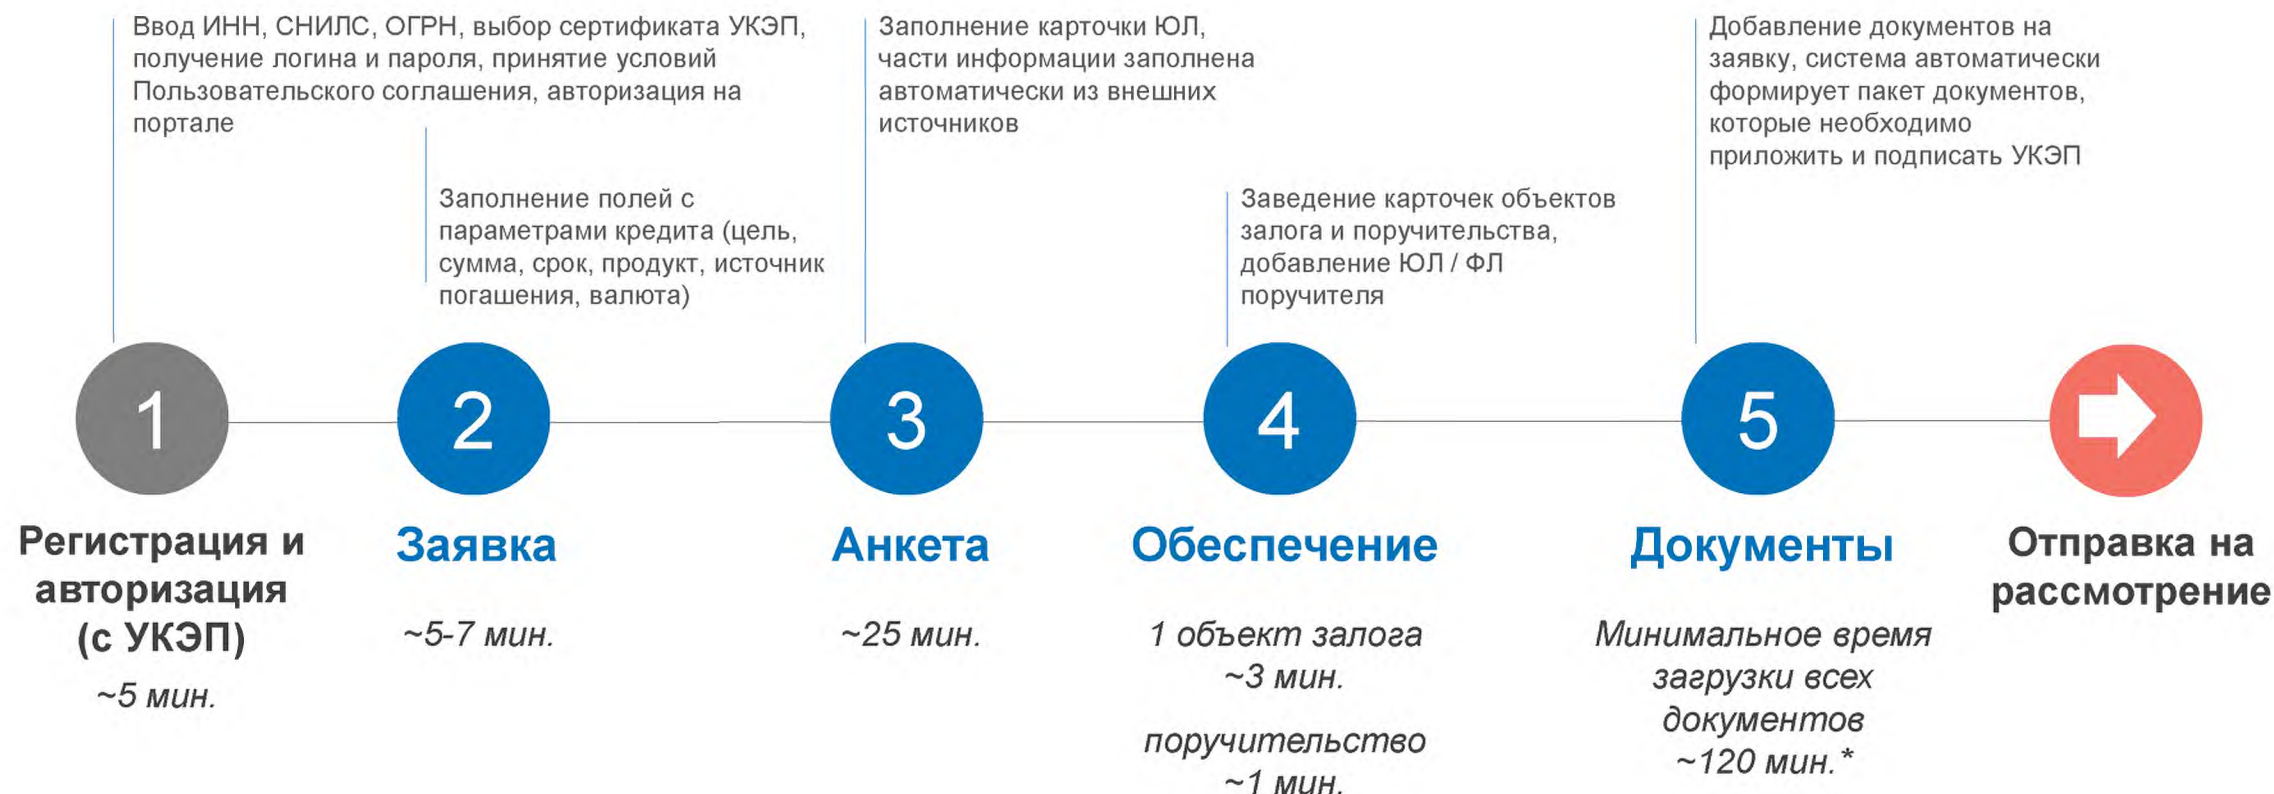 Ввод ИНН, СНИЛС, ОГРН, выбор сертификата УКЭП,
получение логина и пароля, принятие условий
Пользовательского соглашения, авторизация на
портале
Заполнение полей с
параметрами кредита (цель,
сумма, срок, продукт, источник
погашения, валюта)
Заполнение карточки ЮЛ,
части информации заполнена
автоматически из внешних
источников
Заведение карточек объектов
залога и поручительства,
добавление ЮЛ / ФЛ
поручителя
Добавление документов на
заявку, система автоматически
формирует пакет документов,
которые необходимо
приложить и подписать УКЭП
1
2
3
4
5
Регистрация и
авторизация
(с УКЭП)
~5 мин.
Заявка
~5-7 мин.
Анкета
~25 мин.
Обеспечение
1 объект залога
~3 мин.
поручительство
~1 мин.
Документы
Минимальное время
загрузки всех
документов
~120 мин.*
Отправка на
рассмотрение